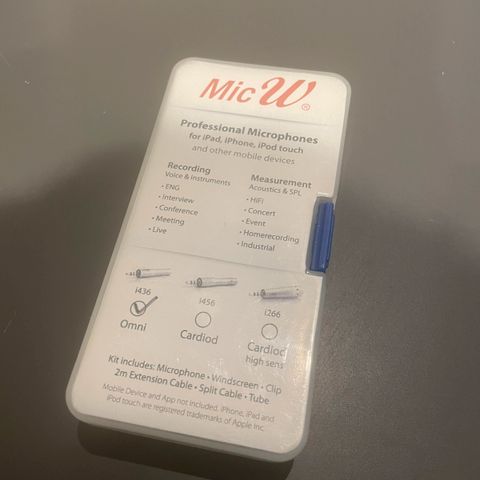 Mic W®
Professional Microphones
for iPad, iPhone, iPod touch
and other mobile devices
Recording
Voice & Instruments
• ENG
• Interview
• Conference
• Meeting
• Live
Measurement
Acoustics & SPL
• HiFi
• Concert
• Event
• Homerecording
• Industrial
i436
Omni
i456
Cardiod
i266
Cardiod
high sens
Kit includes: Microphone • Windscreen • Clip
2m Extension Cable • Split Cable • Tube
Mobile Device and App not included. iPhone, iPad and
iPod touch are registered trademarks of Apple Inc.